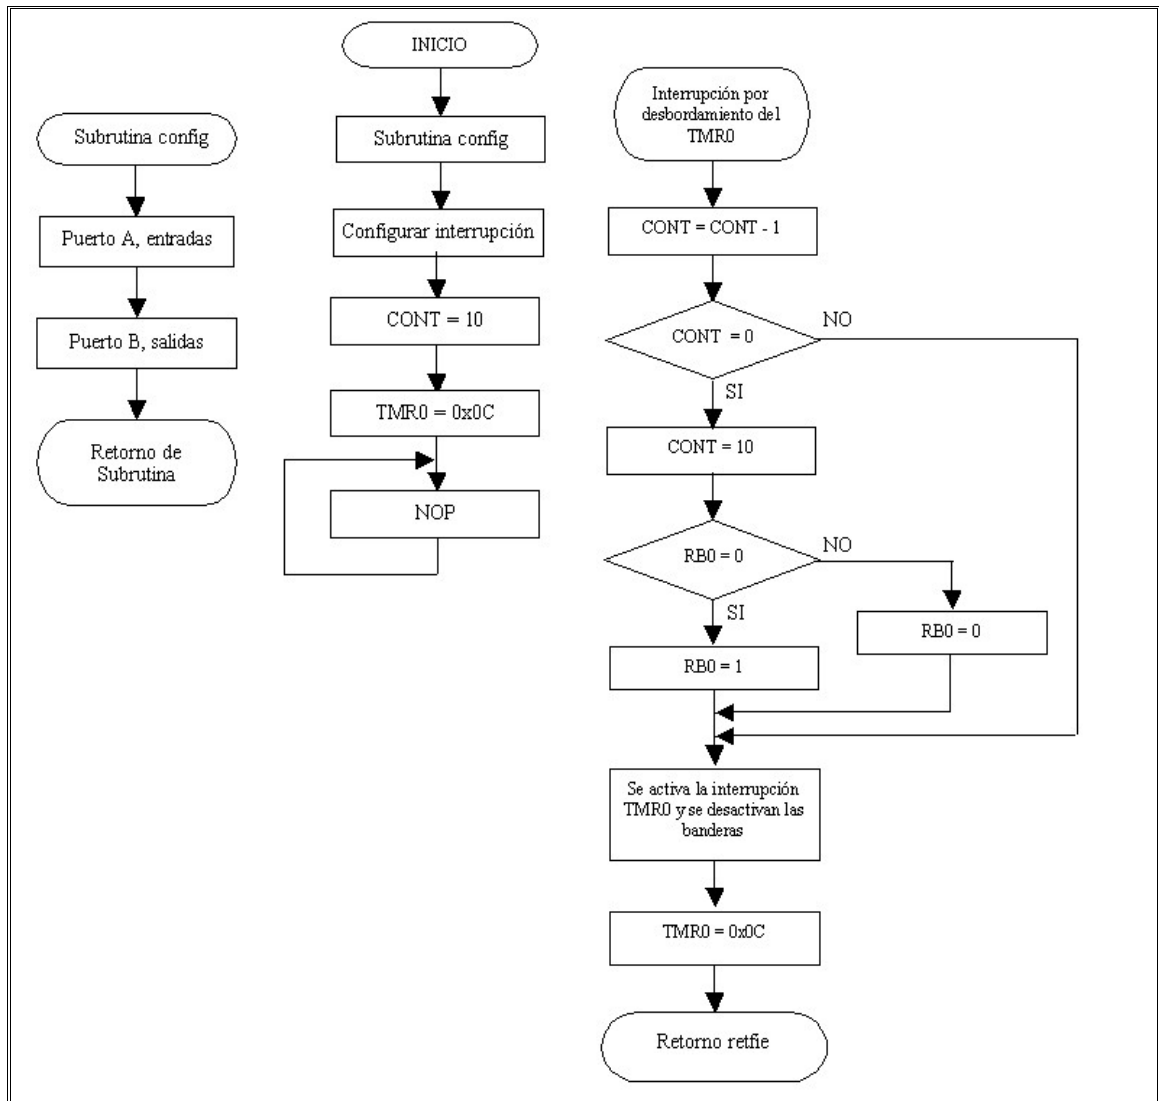 Subrutina config
Puerto A, entradas
Puerto B, salidas
Retorno de
Subrutina
INICIO
Subrutina config
Configurar interrupción
CONT = 10
TMR0 = 0x0C
NOP
Interrupción por
desbordamiento del
TMR0
CONT = CONT - 1
CONT = 0
NO
SI
CONT = 10
RB0 = 0
NO
SI
RB0 = 0
RB0 = 1
Se activa la interrupción
TMR0 y se desactivan las
banderas
TMR0 = 0x0C
Retorno retfie